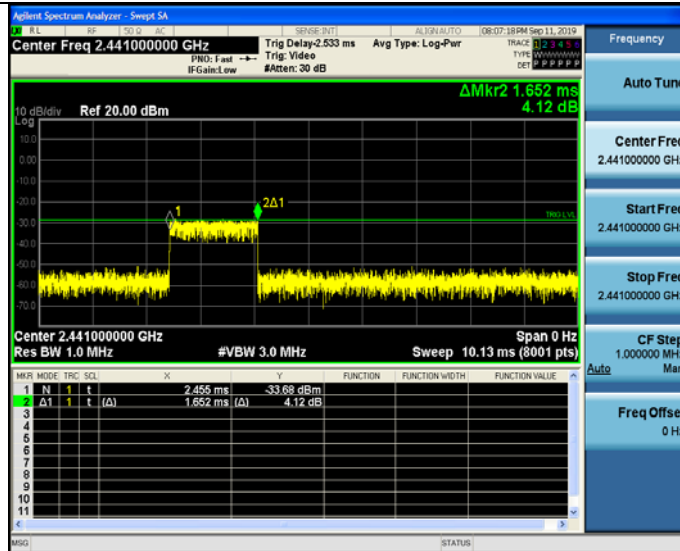 Agilent Spectrum Analyzer - Swept SA
RL RF 50 Ω AC SENSE:INT ALIGN AUTO 08:07:18 PM Sep 11, 2019
Center Freq 2.441000000 GHz
PNO: Fast
IFGain:Low
Trig Delay-2.533 ms
Trig: Video
#Atten: 30 dB
Avg Type: Log-Pwr
TRACE 1 2 3 4 5 6
TYPE WWWWWW
DET P P P P P P
ΔMkr2 1.652 ms
4.12 dB
10 dB/div Ref 20.00 dBm
Log
10.0
0.00
-10.0
-20.0
-30.0
-40.0
-50.0
-60.0
-70.0
1
2Δ1
TRIG LVL
Center 2.441000000 GHz
Span 0 Hz
Res BW 1.0 MHz #VBW 3.0 MHz Sweep 10.13 ms (8001 pts)
MKR MODE TRC SCL X Y FUNCTION FUNCTION WIDTH FUNCTION VALUE
1 N 1 t 2.455 ms -33.68 dBm
2 Δ1 1 t (Δ) 1.652 ms (Δ) 4.12 dB
3
4
5
6
7
8
9
10
11
MSG
STATUS
Frequency
Auto Tune
Center Freq
2.441000000 GHz
Start Freq
2.441000000 GHz
Stop Freq
2.441000000 GHz
CF Step
1.000000 MHz
Auto Man
Freq Offset
0 Hz